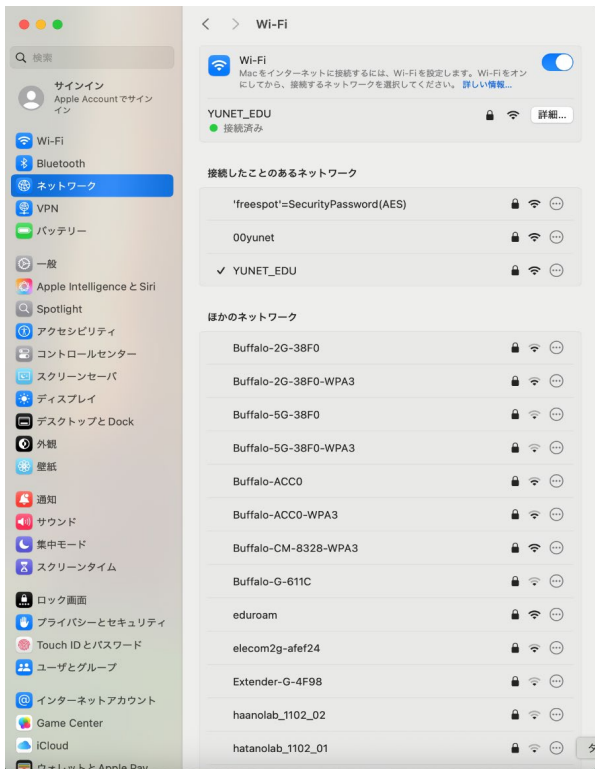 Wi-Fi
検索
サインイン
Apple Accountでサイン
イン
Wi-Fi
Bluetooth
ネットワーク
VPN
バッテリー
一般
Apple Intelligence と Siri
Spotlight
アクセシビリティ
コントロールセンター
スクリーンセーバ
ディスプレイ
デスクトップと Dock
外観
壁紙
通知
サウンド
集中モード
スクリーンタイム
ロック画面
プライバシーとセキュリティ
Touch ID とパスワード
ユーザとグループ
インターネットアカウント
Game Center
iCloud
ウォレットと Apple Pay
Wi-Fi
Macをインターネットに接続するには、Wi-Fiを設定します。Wi-Fiをオン
にしてから、接続するネットワークを選択してください。 詳しい情報...
YUNET_EDU
接続済み
詳細...
接続したことのあるネットワーク
'freespot'=SecurityPassword(AES)
00yunet
✓ YUNET_EDU
ほかのネットワーク
Buffalo-2G-38F0
Buffalo-2G-38F0-WPA3
Buffalo-5G-38F0
Buffalo-5G-38F0-WPA3
Buffalo-ACC0
Buffalo-ACC0-WPA3
Buffalo-CM-8328-WPA3
Buffalo-G-611C
eduroam
elecom2g-afef24
Extender-G-4F98
haanolab_1102_02
hatanolab_1102_01